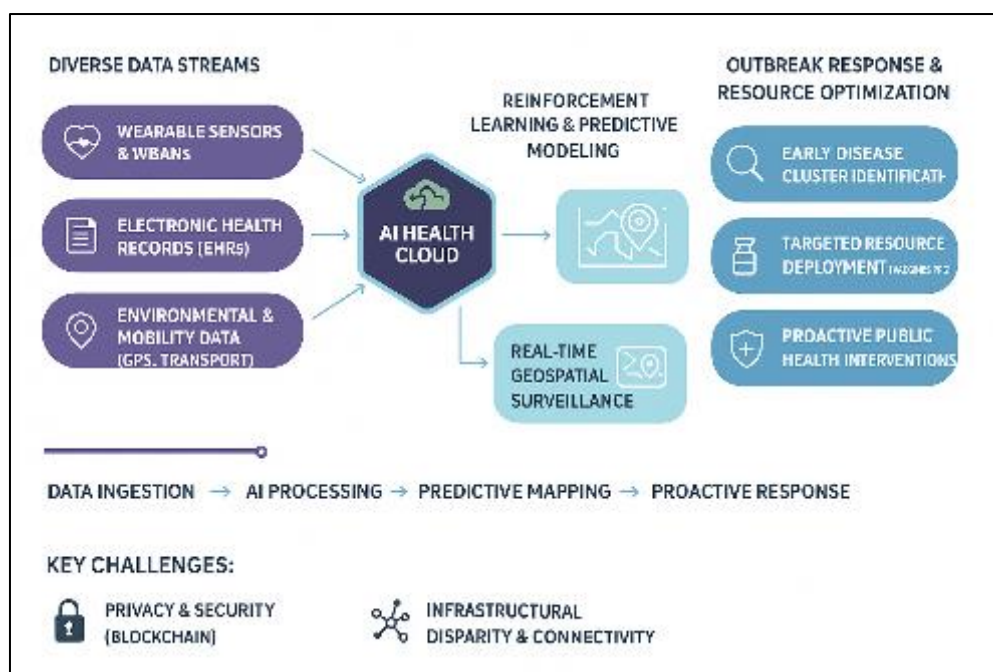 DIVERSE DATA STREAMS
WEARABLE SENSORS
& WBANs
ELECTRONIC HEALTH
RECORDS (EHRs)
ENVIRONMENTAL &
MOBILITY DATA
(GPS. TRANSPORT)
AI HEALTH
CLOUD
REINFORCEMENT
LEARNING & PREDICTIVE
MODELING
REAL-TIME
GEOSPATIAL
SURVEILLANCE
OUTBREAK RESPONSE &
RESOURCE OPTIMIZATION
EARLY DISEASE
CLUSTER IDENTIFICATI
TARGETED RESOURCE
DEPLOYMENT
PROACTIVE PUBLIC
HEALTH INTERVENTIONS
DATA INGESTION → AI PROCESSING → PREDICTIVE MAPPING → PROACTIVE RESPONSE
KEY CHALLENGES:
PRIVACY & SECURITY
(BLOCKCHAIN)
INFRASTRUCTURAL
DISPARITY & CONNECTIVITY